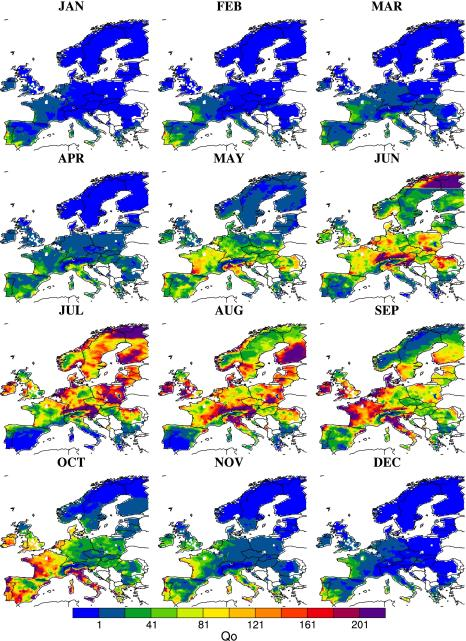 JAN FEB MAR
APR MAY JUN
JUL AUG SEP
OCT NOV DEC
1 41 81 121 161 201
Qo